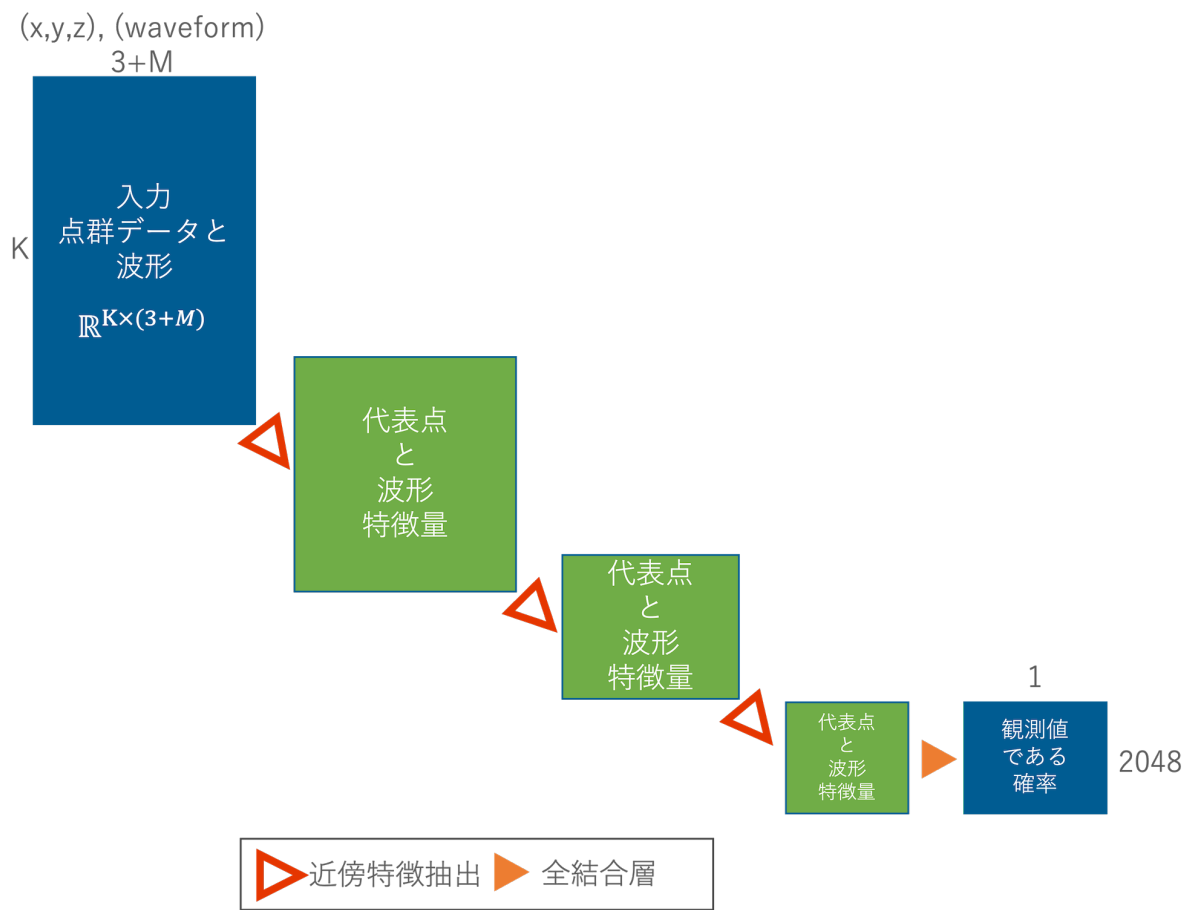 (x,y,z), (waveform)
3+M
K
入力
点群データと
波形
ℝK×(3+M)
代表点
と
波形
特徴量
代表点
と
波形
特徴量
代表点
と
波形
特徴量
1
観測値
である
確率
2048
近傍特徴抽出 全結合層